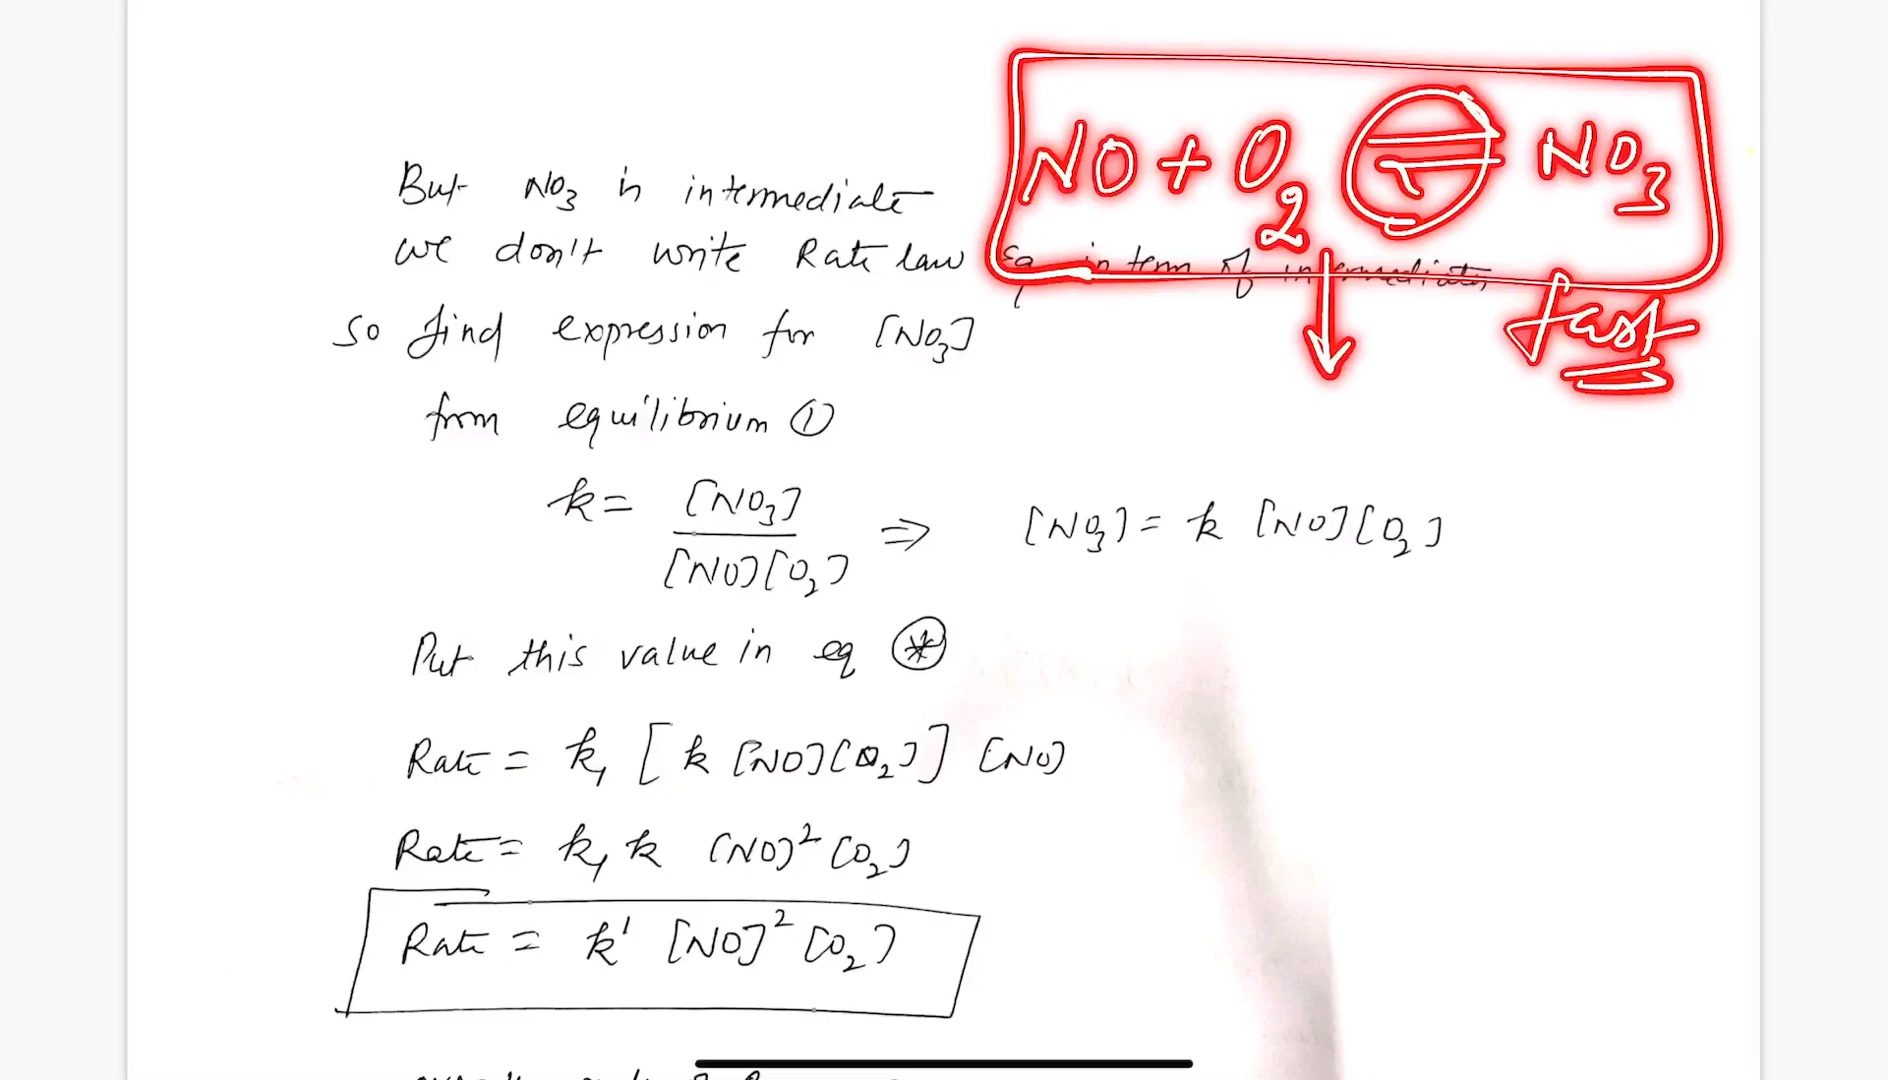 NO + O₂ ⇌ NO₃
But NO₃ is intermediate
we don't write Rate law eq in term of intermediates
fast
so find expression for [NO₃]
from equilibrium ①
k = [NO₃] / [NO][O₂] ⇒ [NO₃] = k [NO][O₂]
Put this value in eq ⊛
Rate = k₁ [k [NO][O₂]] [NO]
Rate = k₁ k [NO]² [O₂]
Rate = k' [NO]² [O₂]